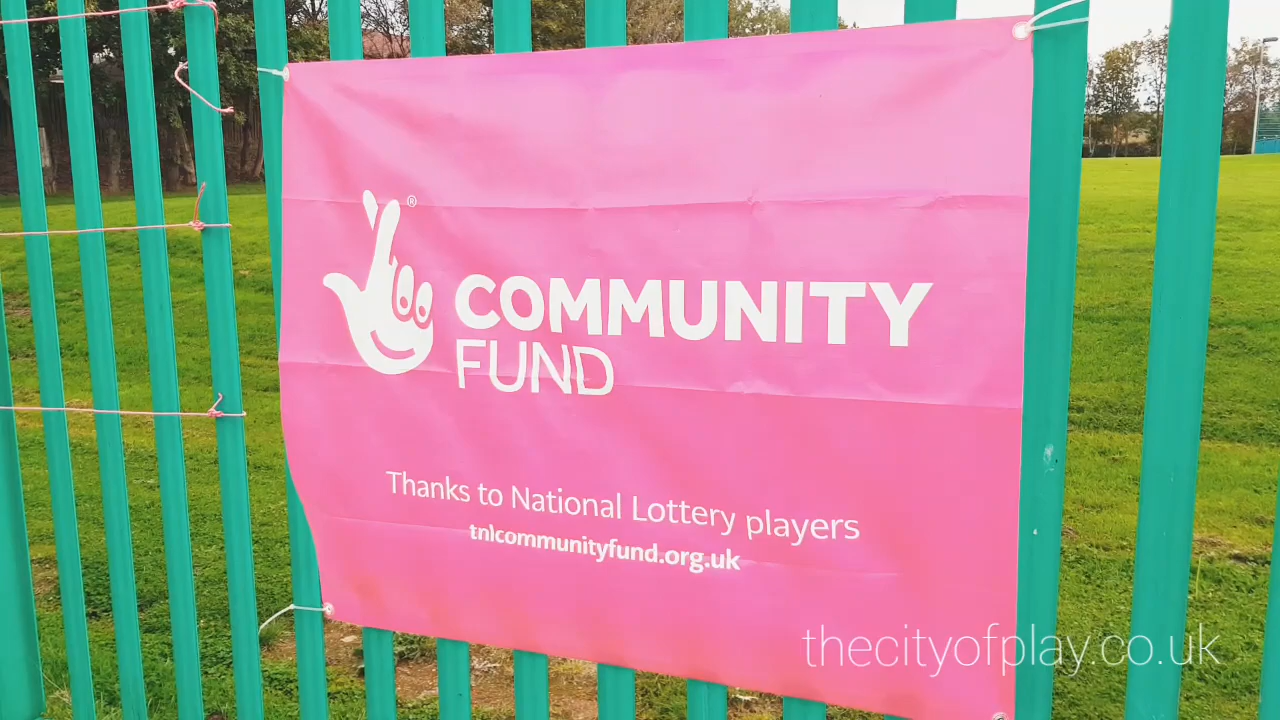 ®
COMMUNITY
FUND
Thanks to National Lottery players
tnlcommunityfund.org.uk
thecityofplay.co.uk